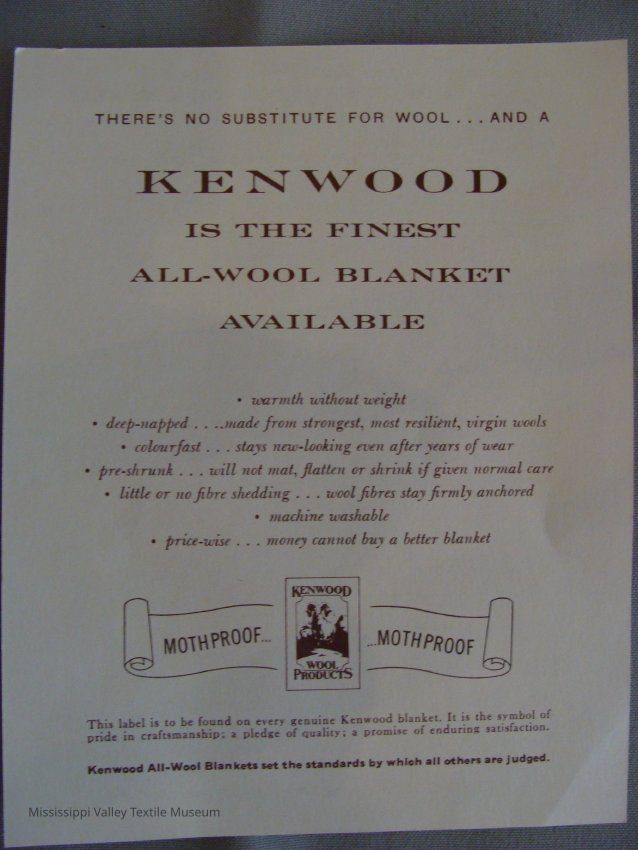 THERE'S NO SUBSTITUTE FOR WOOL...AND A
KENWOOD
IS THE FINEST
ALL-WOOL BLANKET
AVAILABLE
• warmth without weight
• deep-napped . . ..made from strongest, most resilient, virgin wools
• colourfast . . . stays new-looking even after years of wear
• pre-shrunk . . . will not mat, flatten or shrink if given normal care
• little or no fibre shedding . . . wool fibres stay firmly anchored
• machine washable
• price-wise . . . money cannot buy a better blanket
MOTHPROOF...
KENWOOD
WOOL
PRODUCTS
...MOTHPROOF
This label is to be found on every genuine Kenwood blanket. It is the symbol of
pride in craftsmanship; a pledge of quality; a promise of enduring satisfaction.
Kenwood All-Wool Blankets set the standards by which all others are judged.
Mississippi Valley Textile Museum